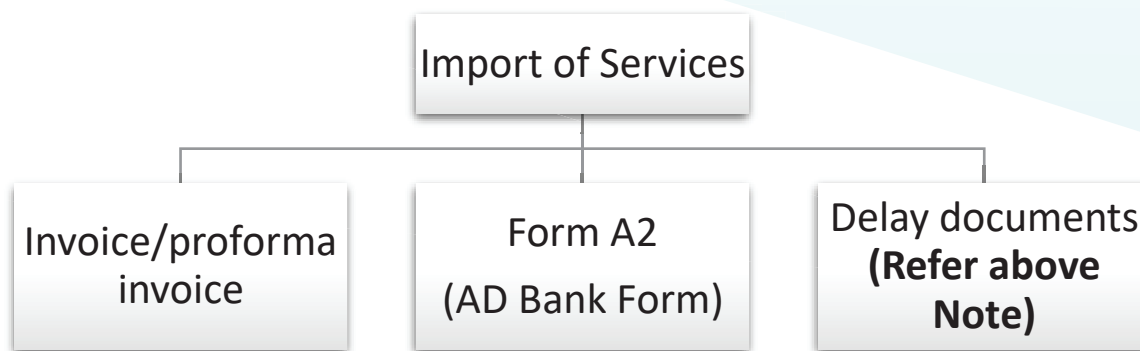 Import of Services
Invoice/proforma
invoice
Form A2
(AD Bank Form)
Delay documents
(Refer above
Note)